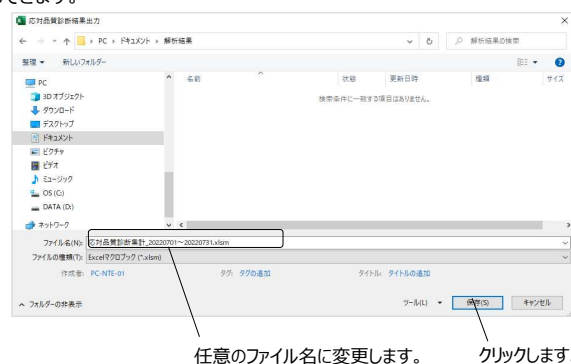 できます。
応対品質診断結果出力
PC › ドキュメント › 解析結果
解析結果の検索
整理 新しいフォルダー
PC
3D オブジェクト
ダウンロード
デスクトップ
ドキュメント
ピクチャ
ビデオ
ミュージック
OS (C:)
DATA (D:)
ネットワーク
名前 状態 更新日時 種類 サイズ
検索条件に一致する項目はありません。
ファイル名(N): 応対品質診断集計_20220701～20220731.xlsm
ファイルの種類(T): Excelマクロブック (*.xlsm)
作成者: PC-NTE-01 タグ: タグの追加 タイトル: タイトルの追加
フォルダーの非表示 ツール(L) 保存(S) キャンセル
任意のファイル名に変更します。 クリックします